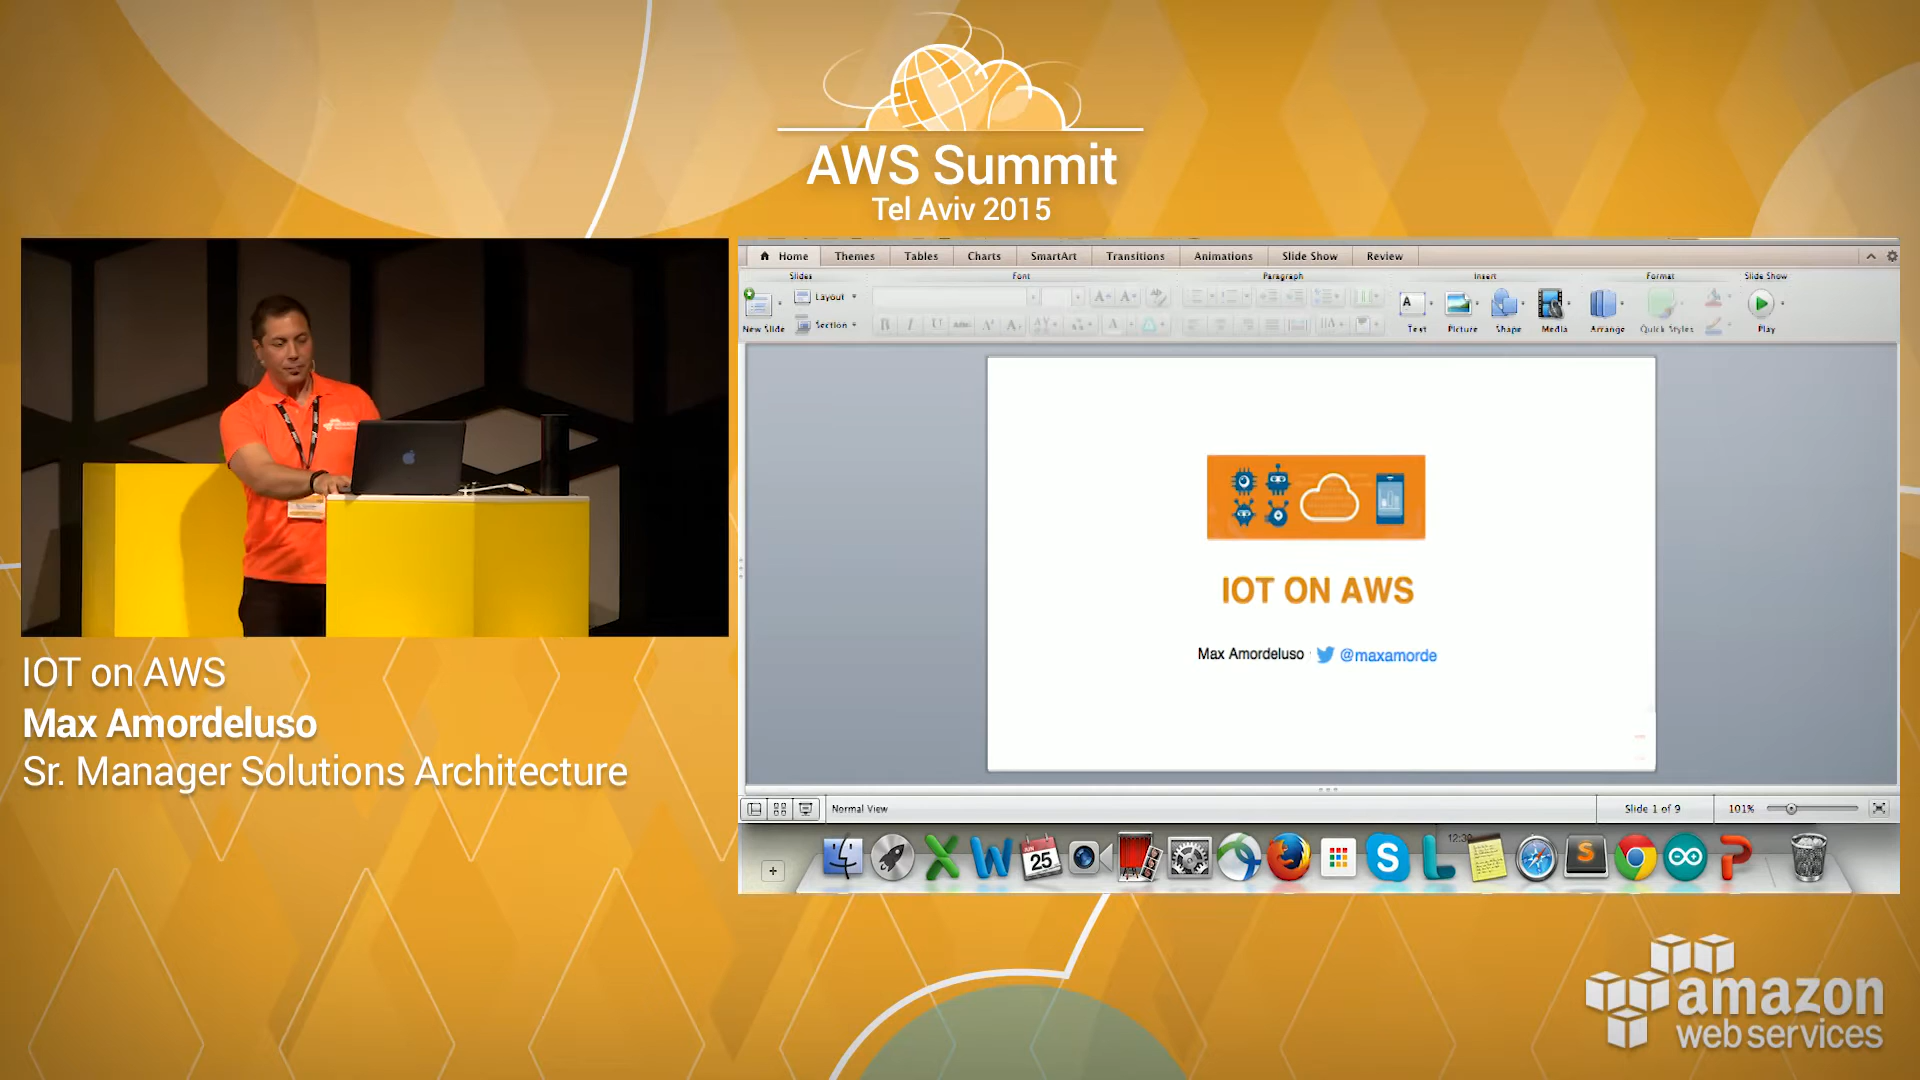 AWS Summit
Tel Aviv 2015
Home Themes Tables Charts SmartArt Transitions Animations Slide Show Review
Slides Font Paragraph Insert Format Slide Show
Layout
New Slide Section Text Picture Shape Media Arrange Quick Styles Play
IOT ON AWS
Max Amordeluso @maxamorde
Normal View Slide 1 of 9 101%
25
IOT on AWS
Max Amordeluso
Sr. Manager Solutions Architecture
amazon
web services